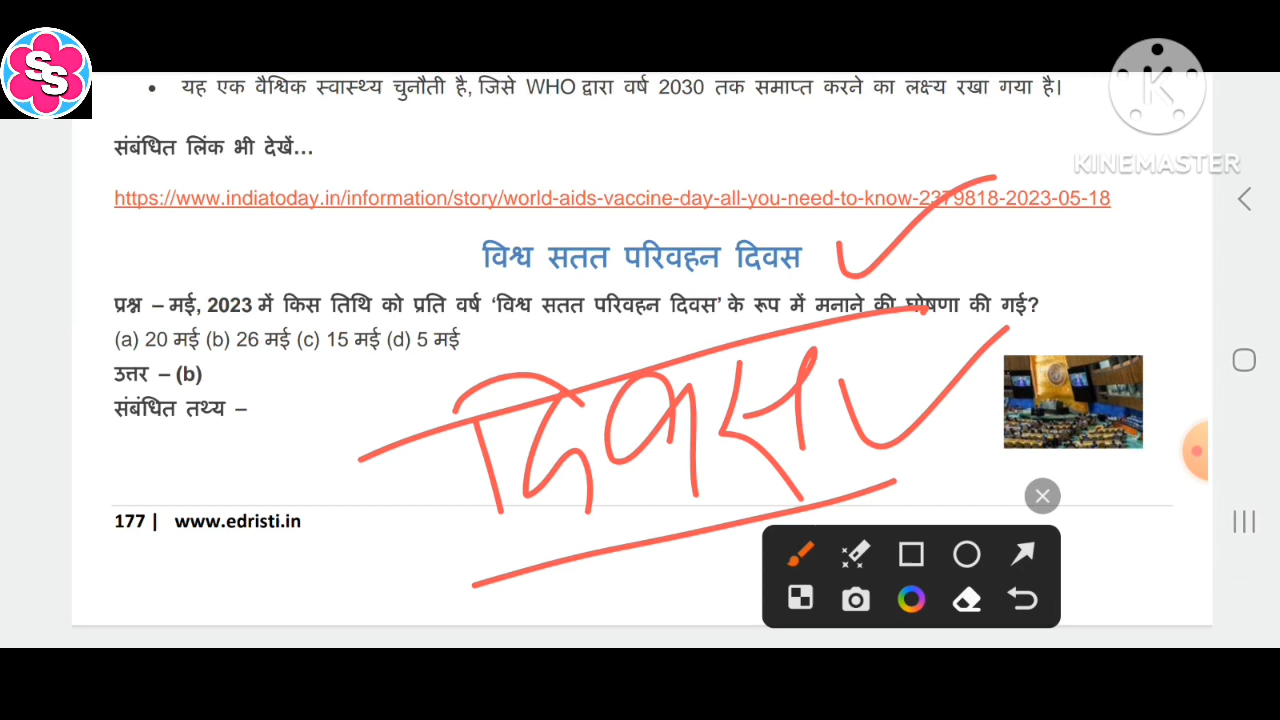 SS
• यह एक वैश्विक स्वास्थ्य चुनौती है, जिसे WHO द्वारा वर्ष 2030 तक समाप्त करने का लक्ष्य रखा गया है।
KINEMASTER
संबंधित लिंक भी देखें...
https://www.indiatoday.in/information/story/world-aids-vaccine-day-all-you-need-to-know-2379818-2023-05-18
विश्व सतत परिवहन दिवस
प्रश्न – मई, 2023 में किस तिथि को प्रति वर्ष ‘विश्व सतत परिवहन दिवस’ के रूप में मनाने की घोषणा की गई?
(a) 20 मई (b) 26 मई (c) 15 मई (d) 5 मई
उत्तर – (b)
संबंधित तथ्य –
दिवस
177 | www.edristi.in